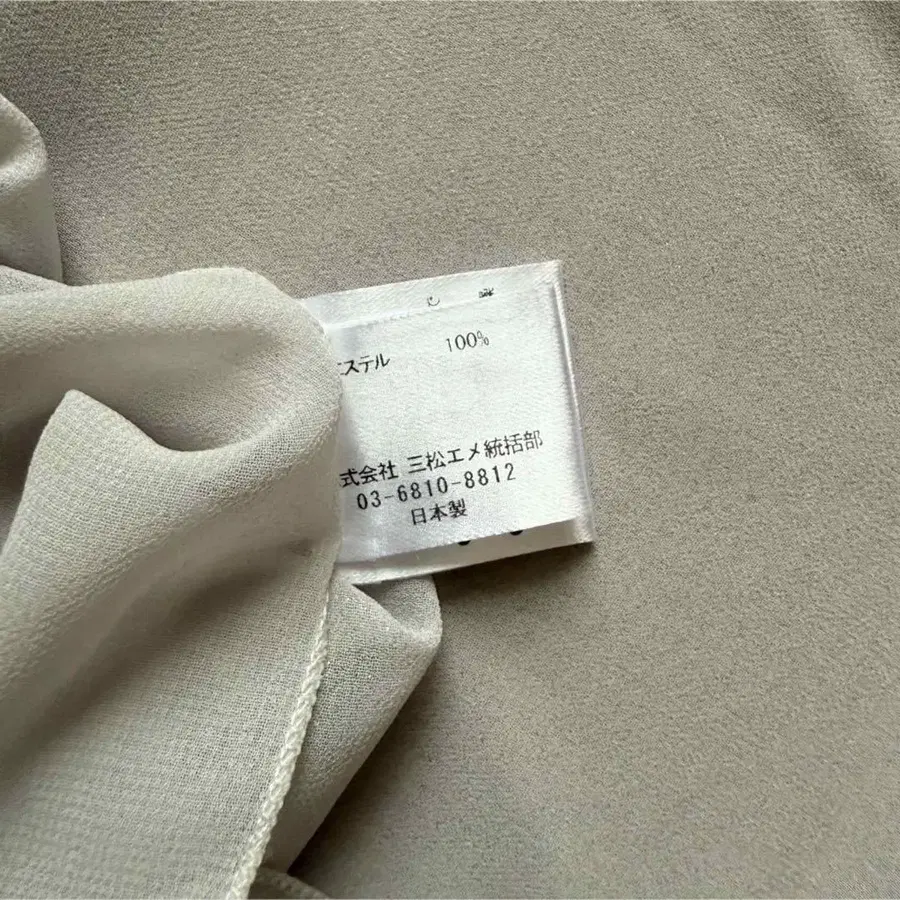 エステル 100%
式会社 三松エメ統括部
03-6810-8812
日本製